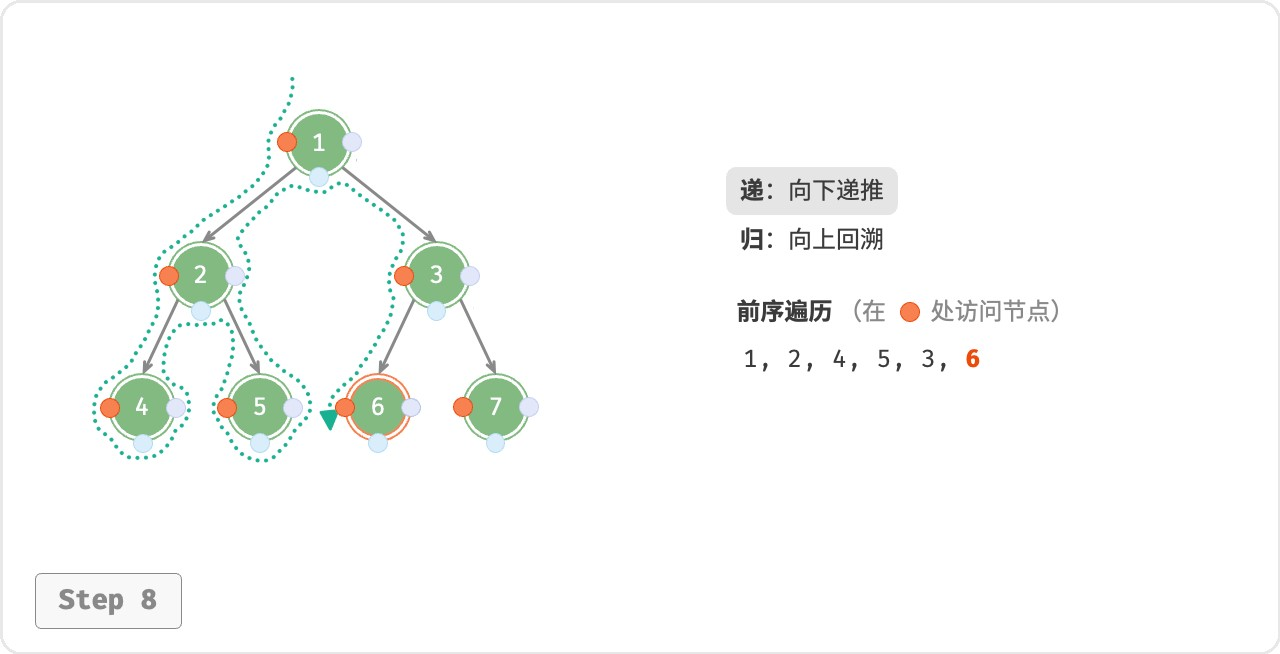 1
2
3
4
5
6
7
递：向下递推
归：向上回溯
前序遍历 （在 处访问节点）
1, 2, 4, 5, 3, 6
Step 8